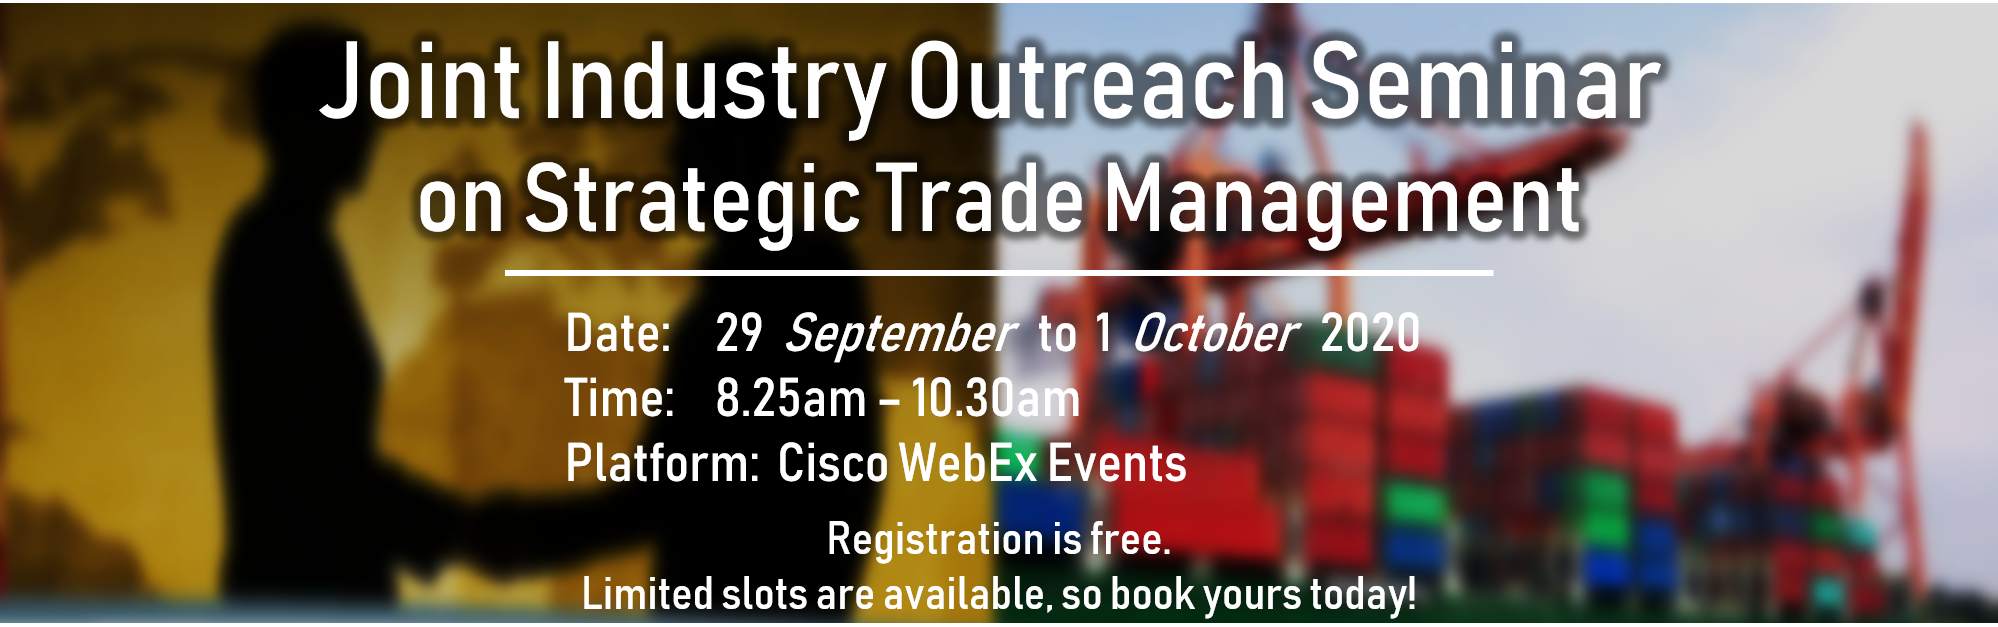 Joint Industry Outreach Seminar
on Strategic Trade Management
Date: 29 September to 1 October 2020
Time: 8.25am – 10.30am
Platform: Cisco WebEx Events
Registration is free.
Limited slots are available, so book yours today!